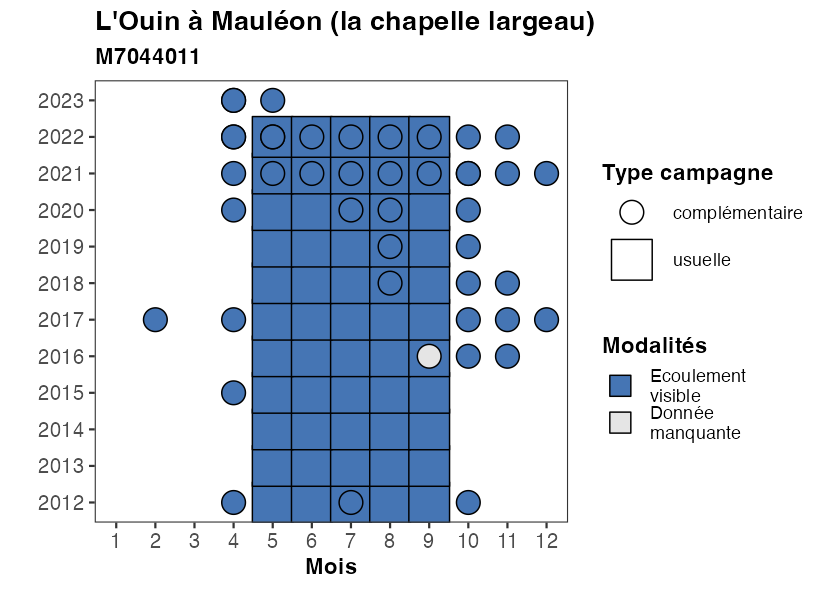 L'Ouin à Mauléon (la chapelle largeau)
M7044011
2023
2022
2021
2020
2019
2018
2017
2016
2015
2014
2013
2012
1 2 3 4 5 6 7 8 9 10 11 12
Mois
Type campagne
complémentaire
usuelle
Modalités
Ecoulement
visible
Donnée
manquante